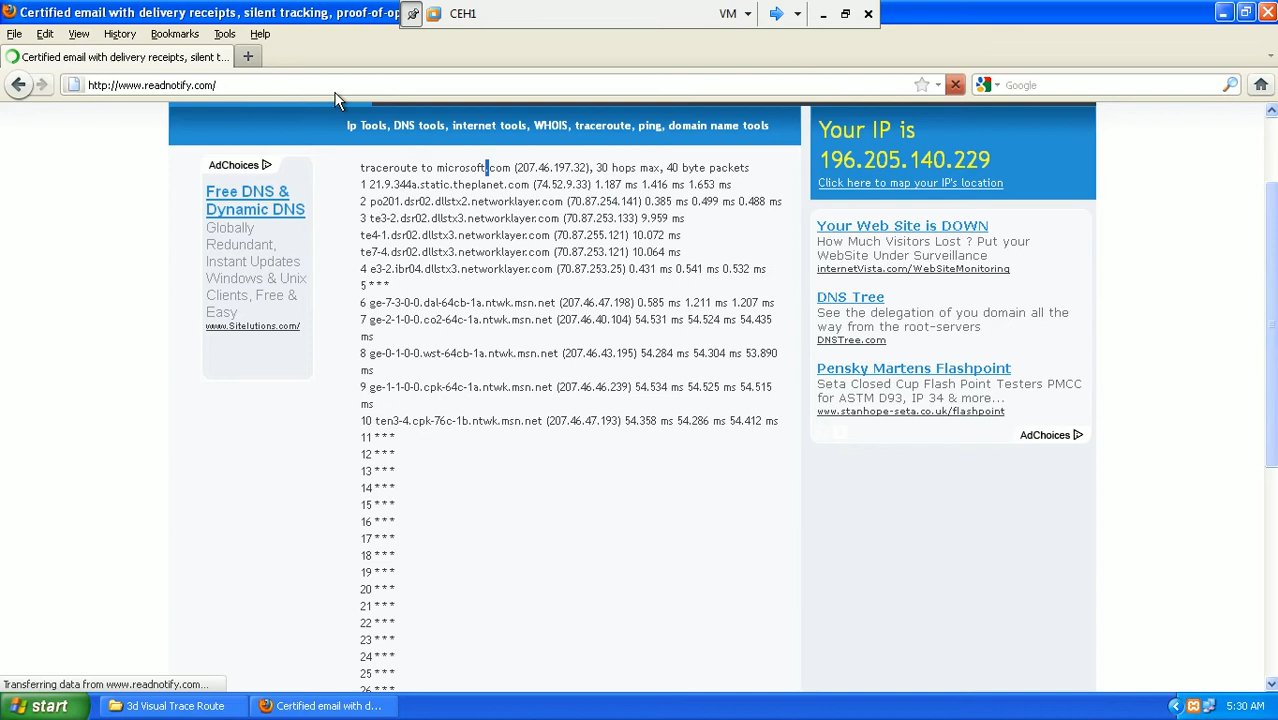 Certified email with delivery receipts, silent tracking, proof-of-op
CEH1
VM
File Edit View History Bookmarks Tools Help
Certified email with delivery receipts, silent t...
http://www.readnotify.com/
Google
Ip Tools, DNS tools, internet tools, WHOIS, traceroute, ping, domain name tools
AdChoices
Free DNS &
Dynamic DNS
Globally
Redundant,
Instant Updates
Windows & Unix
Clients, Free &
Easy
www.Sitelutions.com/
traceroute to microsoft.com (207.46.197.32), 30 hops max, 40 byte packets
1 21.9.344a.static.theplanet.com (74.52.9.33) 1.187 ms 1.416 ms 1.653 ms
2 po201.dsr02.dllstx2.networklayer.com (70.87.254.141) 0.385 ms 0.499 ms 0.488 ms
3 te3-2.dsr02.dllstx3.networklayer.com (70.87.253.133) 9.959 ms
te4-1.dsr02.dllstx3.networklayer.com (70.87.255.121) 10.072 ms
te7-4.dsr02.dllstx3.networklayer.com (70.87.253.121) 10.064 ms
4 e3-2.ibr04.dllstx3.networklayer.com (70.87.253.25) 0.431 ms 0.541 ms 0.532 ms
5 * * *
6 ge-7-3-0-0.dal-64cb-1a.ntwk.msn.net (207.46.47.198) 0.585 ms 1.211 ms 1.207 ms
7 ge-2-1-0-0.co2-64c-1a.ntwk.msn.net (207.46.40.104) 54.531 ms 54.524 ms 54.435
ms
8 ge-0-1-0-0.wst-64cb-1a.ntwk.msn.net (207.46.43.195) 54.284 ms 54.304 ms 53.890
ms
9 ge-1-1-0-0.cpk-64c-1a.ntwk.msn.net (207.46.46.239) 54.534 ms 54.525 ms 54.515
ms
10 ten3-4.cpk-76c-1b.ntwk.msn.net (207.46.47.193) 54.358 ms 54.286 ms 54.412 ms
11 * * *
12 * * *
13 * * *
14 * * *
15 * * *
16 * * *
17 * * *
18 * * *
19 * * *
20 * * *
21 * * *
22 * * *
23 * * *
24 * * *
25 * * *
26 * * *
Your IP is
196.205.140.229
Click here to map your IP's location
Your Web Site is DOWN
How Much Visitors Lost ? Put your
WebSite Under Surveillance
internetVista.com/WebSiteMonitoring
DNS Tree
See the delegation of you domain all the
way from the root-servers
DNSTree.com
Pensky Martens Flashpoint
Seta Closed Cup Flash Point Testers PMCC
for ASTM D93, IP 34 & more...
www.stanhope-seta.co.uk/flashpoint
AdChoices
Transferring data from www.readnotify.com...
start
3d Visual Trace Route
Certified email with d...
5:30 AM